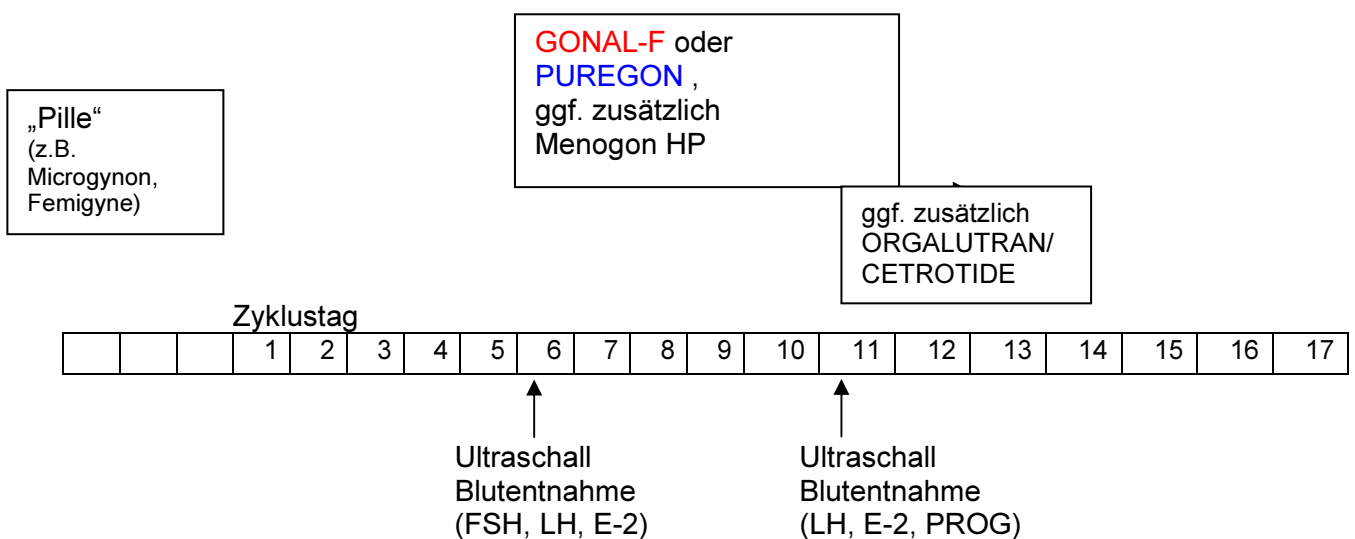 GONAL-F oder
PUREGON ,
ggf. zusätzlich
Menogon HP
„Pille“
(z.B.
Microgynon,
Femigyne)
ggf. zusätzlich
ORGALUTRAN/
CETROTIDE
Zyklustag
1 2 3 4 5 6 7 8 9 10 11 12 13 14 15 16 17
Ultraschall
Blutentnahme
(FSH, LH, E-2)
Ultraschall
Blutentnahme
(LH, E-2, PROG)